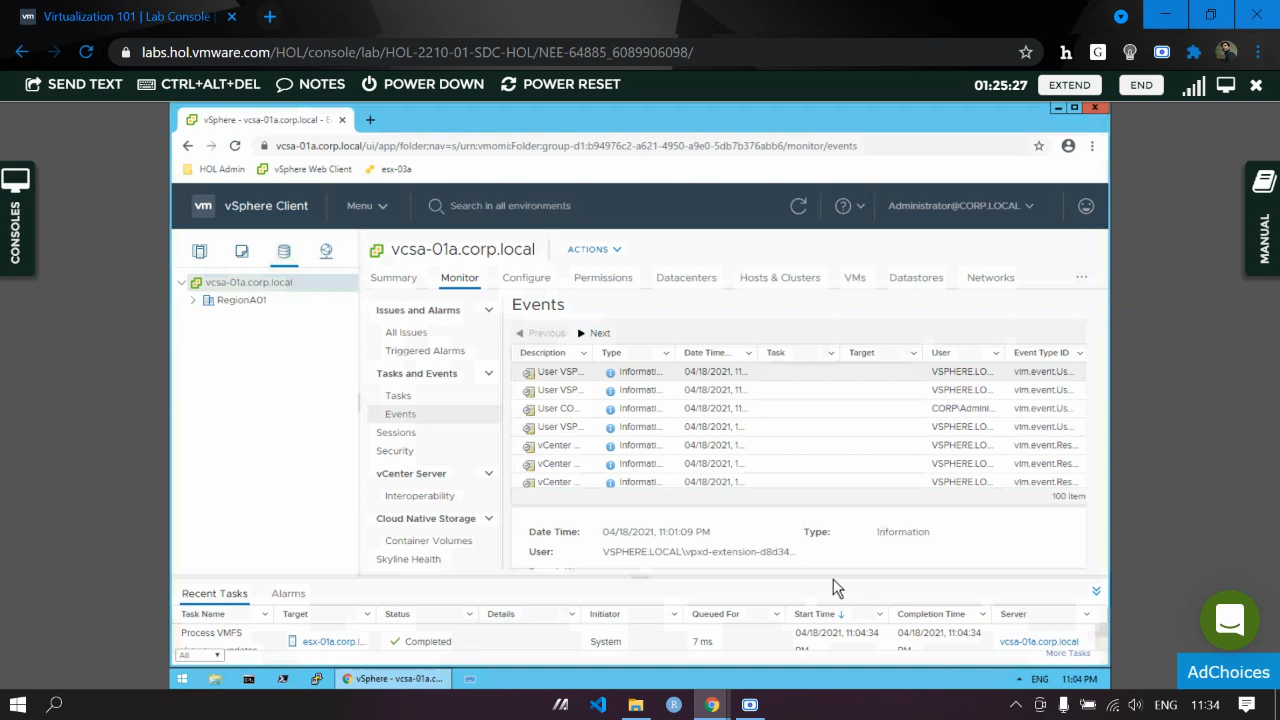 vm Virtualization 101 | Lab Console
labs.hol.vmware.com/HOL/console/lab/HOL-2210-01-SDC-HOL/NEE-64885_6089906098/
SEND TEXT CTRL+ALT+DEL NOTES POWER DOWN POWER RESET 01:25:27 EXTEND END
CONSOLES
MANUAL
vSphere - vcsa-01a.corp.local - E
vcsa-01a.corp.local/ui/app/folder;nav=s/urn:vmomi:Folder:group-d1:b94976c2-a621-4950-a9e0-5db7b376abb6/monitor/events
HOL Admin vSphere Web Client esx-03a
vm vSphere Client Menu Search in all environments Administrator@CORP.LOCAL
vcsa-01a.corp.local ACTIONS
vcsa-01a.corp.local
RegionA01
Summary Monitor Configure Permissions Datacenters Hosts & Clusters VMs Datastores Networks ...
Issues and Alarms
All Issues
Triggered Alarms
Tasks and Events
Tasks
Events
Sessions
Security
vCenter Server
Interoperability
Cloud Native Storage
Container Volumes
Skyline Health
Events
Previous Next
Description Type Date Time... Task Target User Event Type ID
User VSP... Informati... 04/18/2021, 11:... VSPHERE.LO... vim.event.Us...
User VSP... Informati... 04/18/2021, 11:... VSPHERE.LO... vim.event.Us...
User CO... Informati... 04/18/2021, 11:... CORP\Admini... vim.event.Us...
User VSP... Informati... 04/18/2021, 1... VSPHERE.LO... vim.event.Us...
vCenter ... Informati... 04/18/2021, 1... VSPHERE.LO... vim.event.Res...
vCenter ... Informati... 04/18/2021, 1... VSPHERE.LO... vim.event.Res...
vCenter ... Informati... 04/18/2021, 1... VSPHERE.LO... vim.event.Res...
100 item
Date Time: 04/18/2021, 11:01:09 PM Type: Information
User: VSPHERE.LOCAL\vpxd-extension-d8d34...
Recent Tasks Alarms
Task Name Target Status Details Initiator Queued For Start Time Completion Time Server
Process VMFS esx-01a.corp.l... Completed System 7 ms 04/18/2021, 11:04:34 PM 04/18/2021, 11:04:34 PM vcsa-01a.corp.local
All More Tasks
vSphere - vcsa-01a.c... ENG 11:04 PM
AdChoices
ENG 11:34